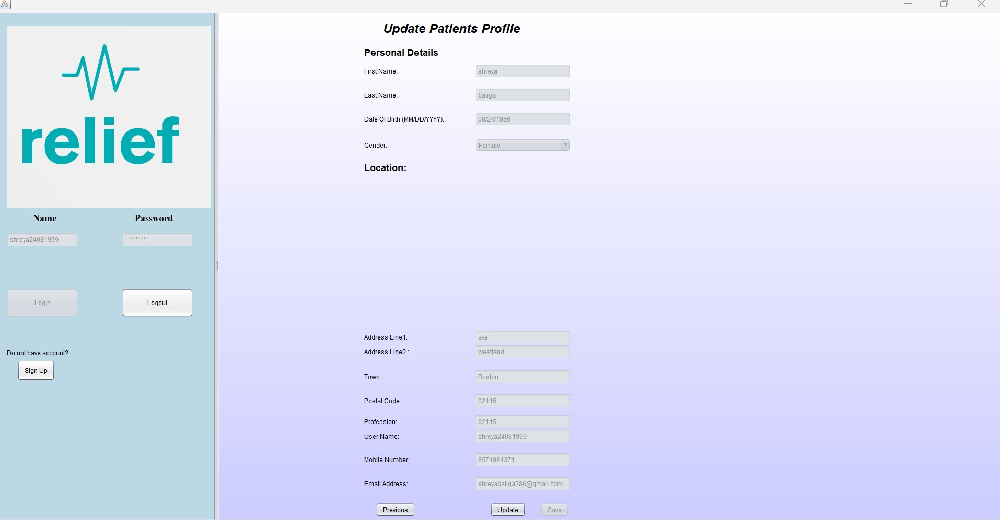 relief
Name Password
shreya24081999 *********
Login Logout
Do not have account?
Sign Up
Update Patients Profile
Personal Details
First Name: shreya
Last Name: baliga
Date Of Birth (MM/DD/YYYY): 08/24/1956
Gender: Female
Location:
Address Line1: ave
Address Line2 : westland
Town: Boston
Postal Code: 02115
Profession: 02115
User Name: shreya24081999
Mobile Number: 8574984371
Email Address: shreyabaliga286@gmail.com
Previous Update Save